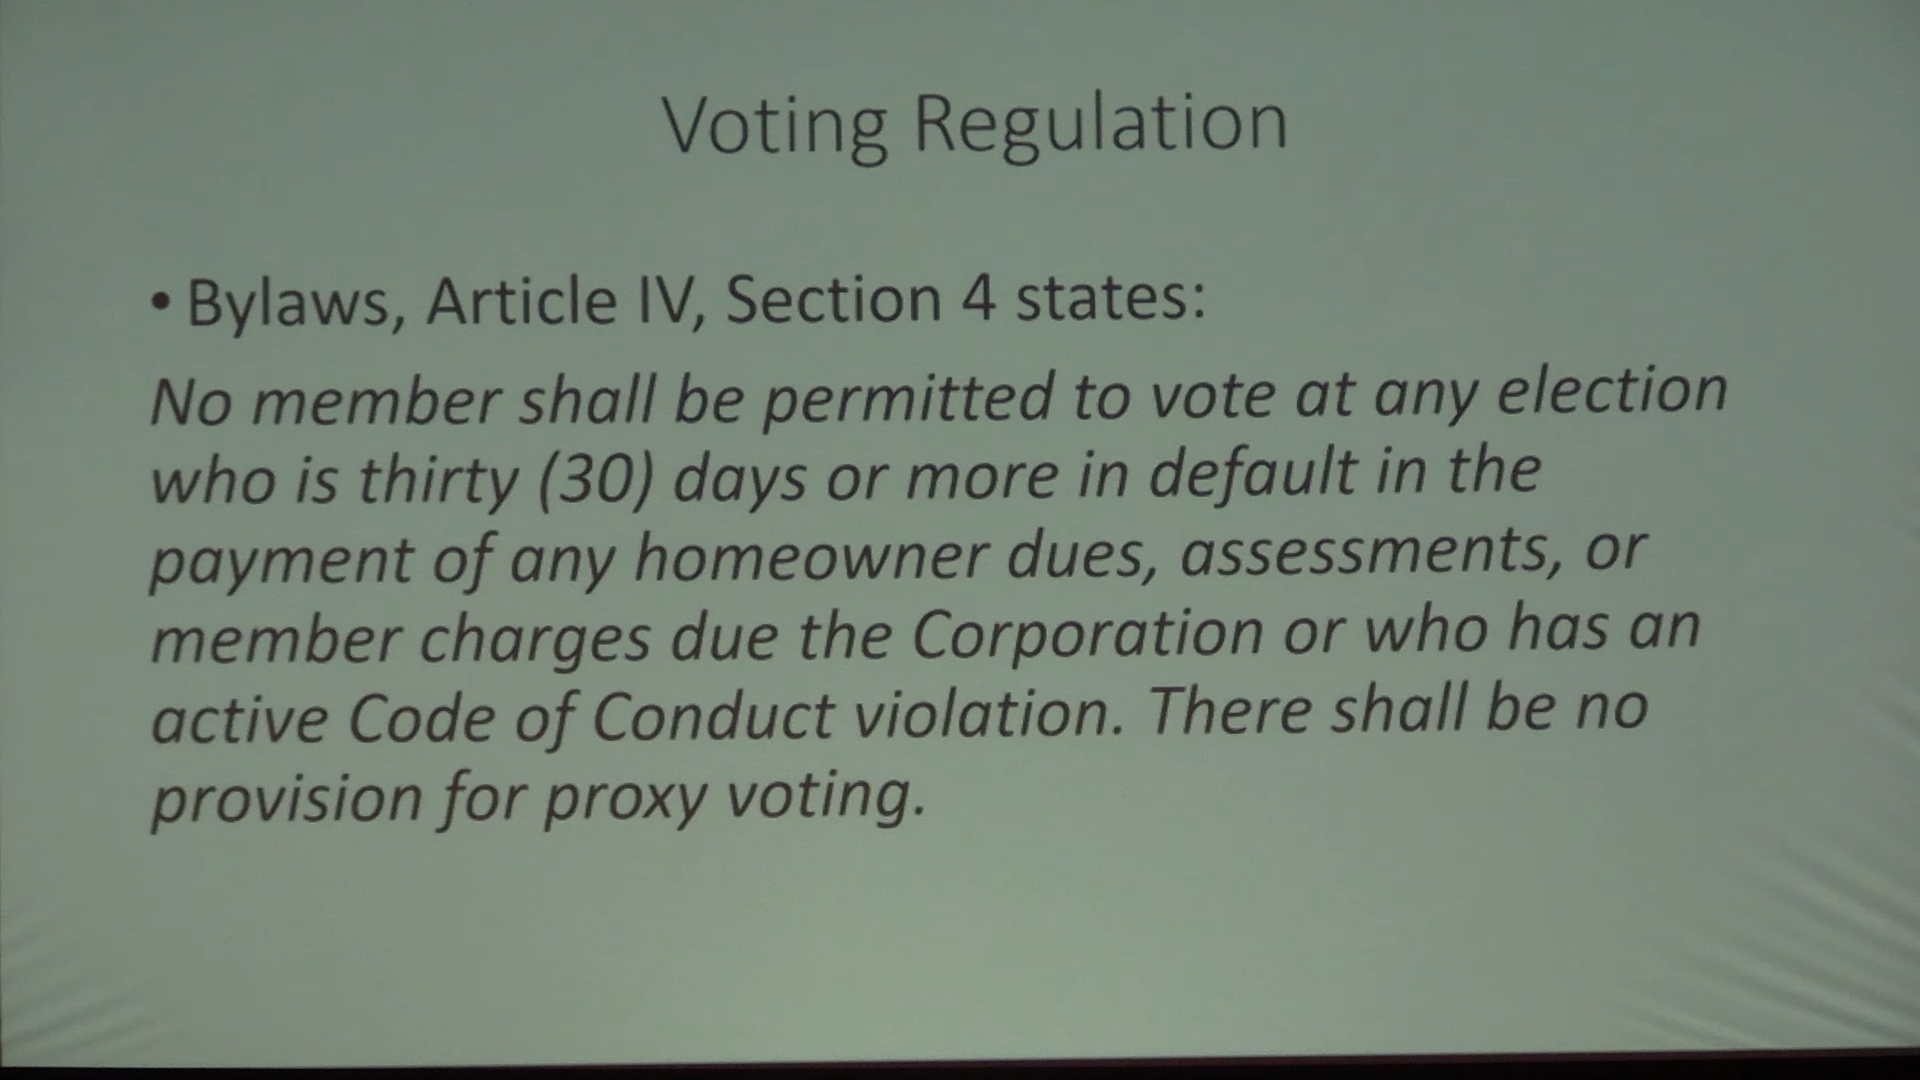 Voting Regulation
• Bylaws, Article IV, Section 4 states:
No member shall be permitted to vote at any election
who is thirty (30) days or more in default in the
payment of any homeowner dues, assessments, or
member charges due the Corporation or who has an
active Code of Conduct violation. There shall be no
provision for proxy voting.